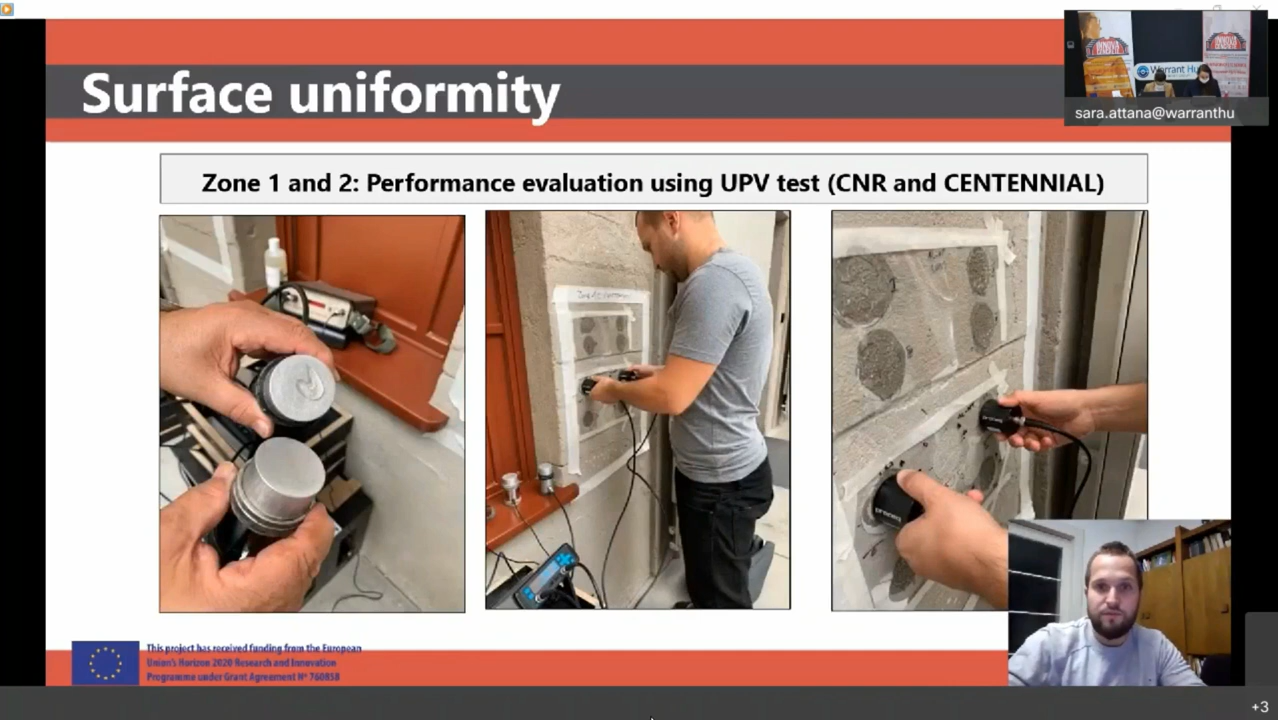 Surface uniformity
sara.attana@warranthu
Warrant Hu
Zone 1 and 2: Performance evaluation using UPV test (CNR and CENTENNIAL)
This project has received funding from the European
Union's Horizon 2020 Research and Innovation
Programme under Grant Agreement Nº 760858
+3